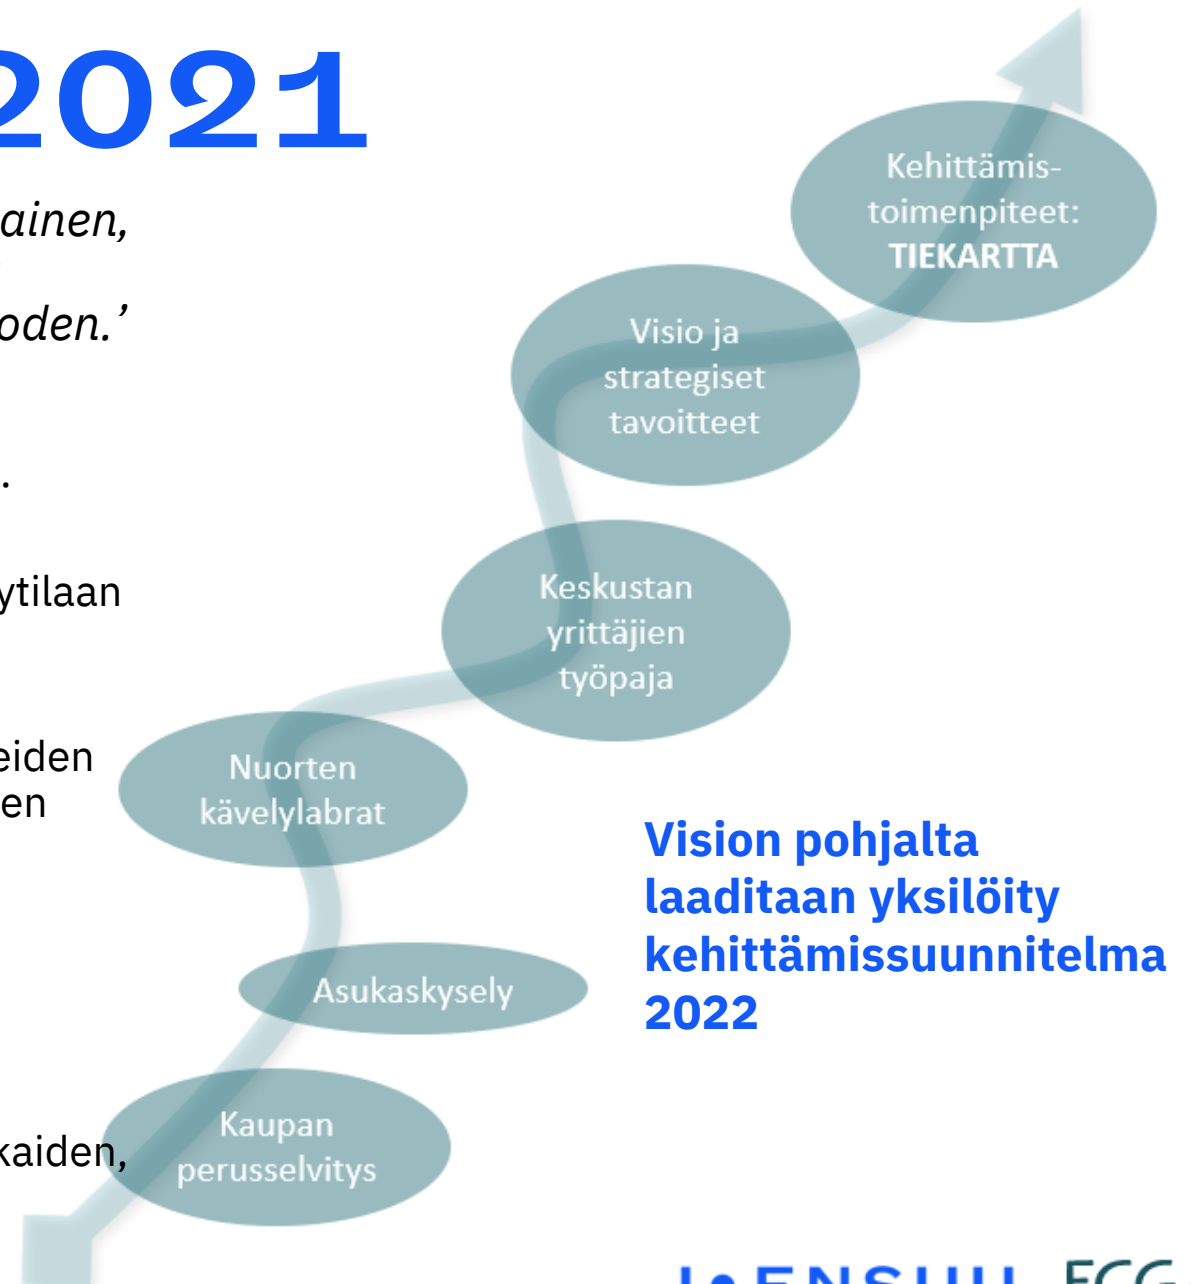 2021
ainen,
oden.’
.
ytilaan
eiden
en
kaiden,
Kehittämis-
toimenpiteet:
TIEKARTTA
Visio ja
strategiset
tavoitteet
Keskustan
yrittäjien
työpaja
Nuorten
kävelylabrat
Asukaskysely
Kaupan
perusselvitys
Vision pohjalta
laaditaan yksilöity
kehittämissuunnitelma
2022